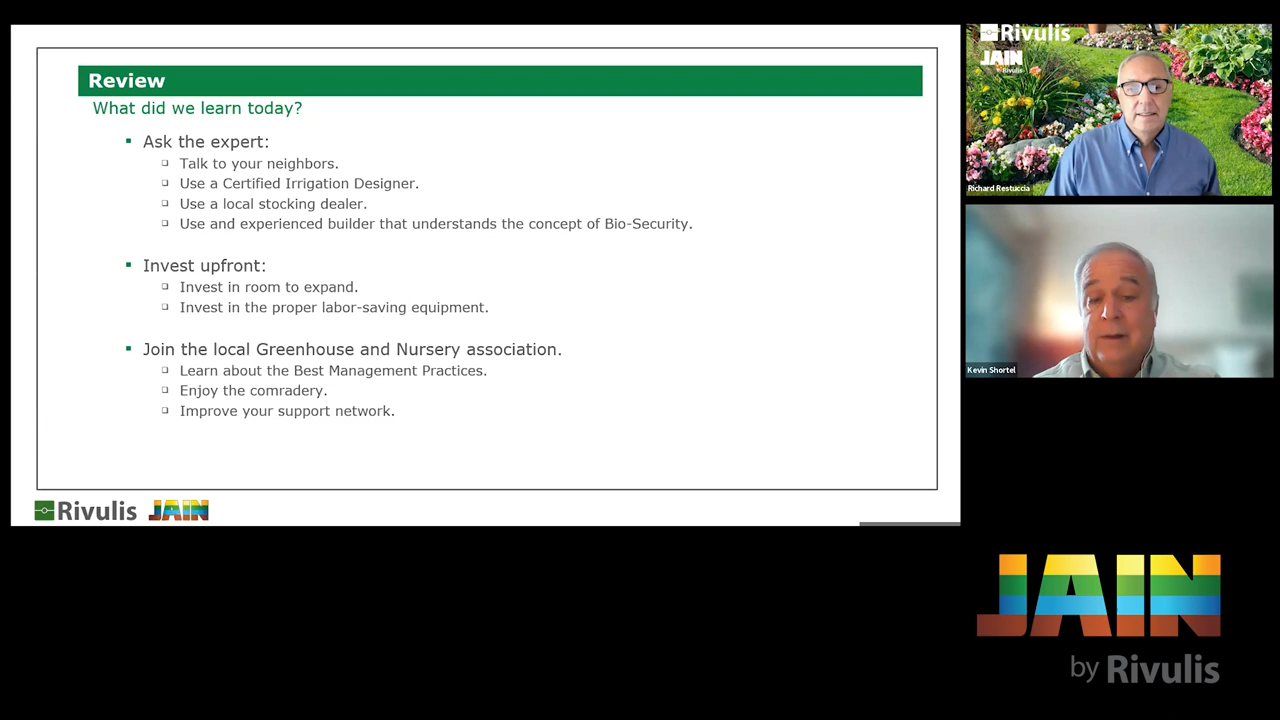 Review
What did we learn today?
Ask the expert:
Talk to your neighbors.
Use a Certified Irrigation Designer.
Use a local stocking dealer.
Use and experienced builder that understands the concept of Bio-Security.
Invest upfront:
Invest in room to expand.
Invest in the proper labor-saving equipment.
Join the local Greenhouse and Nursery association.
Learn about the Best Management Practices.
Enjoy the comradery.
Improve your support network.
Rivulis JAIN
Rivulis
JAIN
by Rivulis
Richard Restuccia
Kevin Shortel
JAIN
by Rivulis